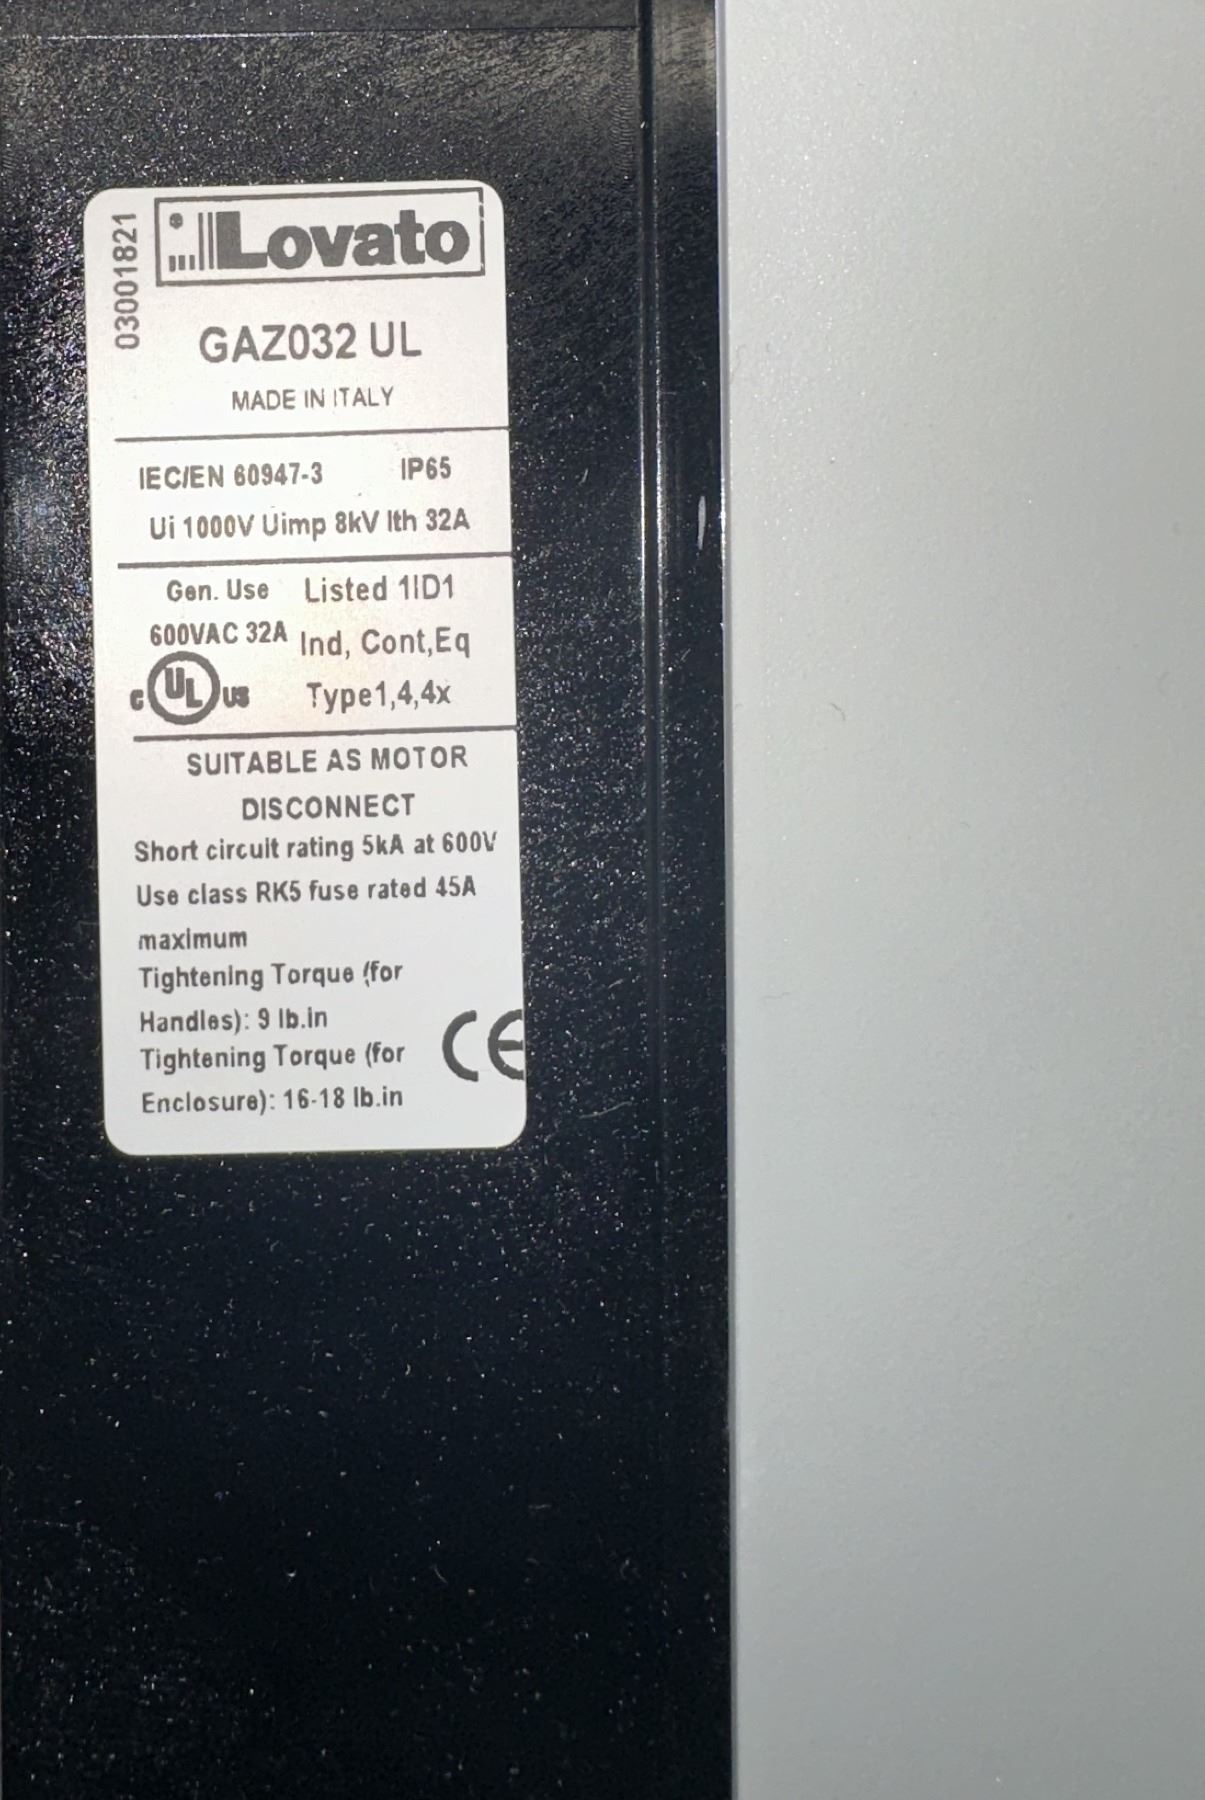 03001821
Lovato
GAZ032 UL
MADE IN ITALY
IEC/EN 60947-3 IP65
Ui 1000V Uimp 8kV Ith 32A
Gen. Use Listed 1ID1
600VAC 32A Ind, Cont,Eq
c UL us Type1,4,4x
SUITABLE AS MOTOR
DISCONNECT
Short circuit rating 5kA at 600V
Use class RK5 fuse rated 45A
maximum
Tightening Torque (for
Handles): 9 lb.in
Tightening Torque (for
Enclosure): 16-18 lb.in
CE